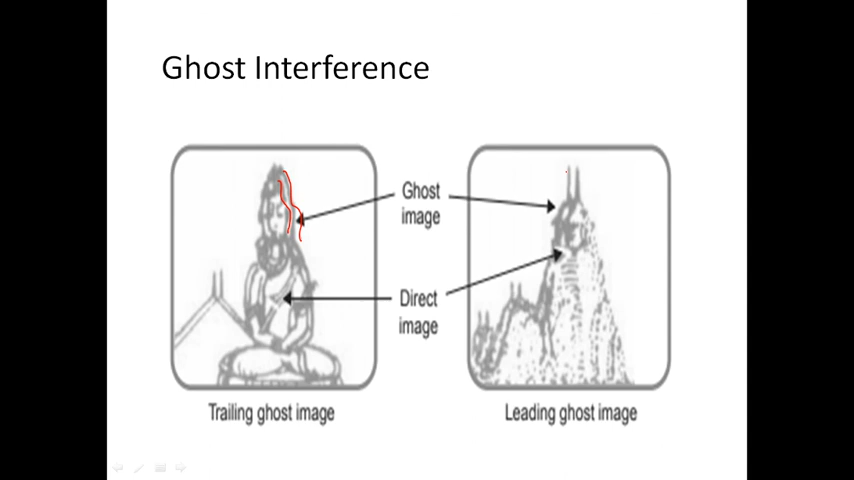 Ghost Interference
Ghost
image
Direct
image
Trailing ghost image
Leading ghost image